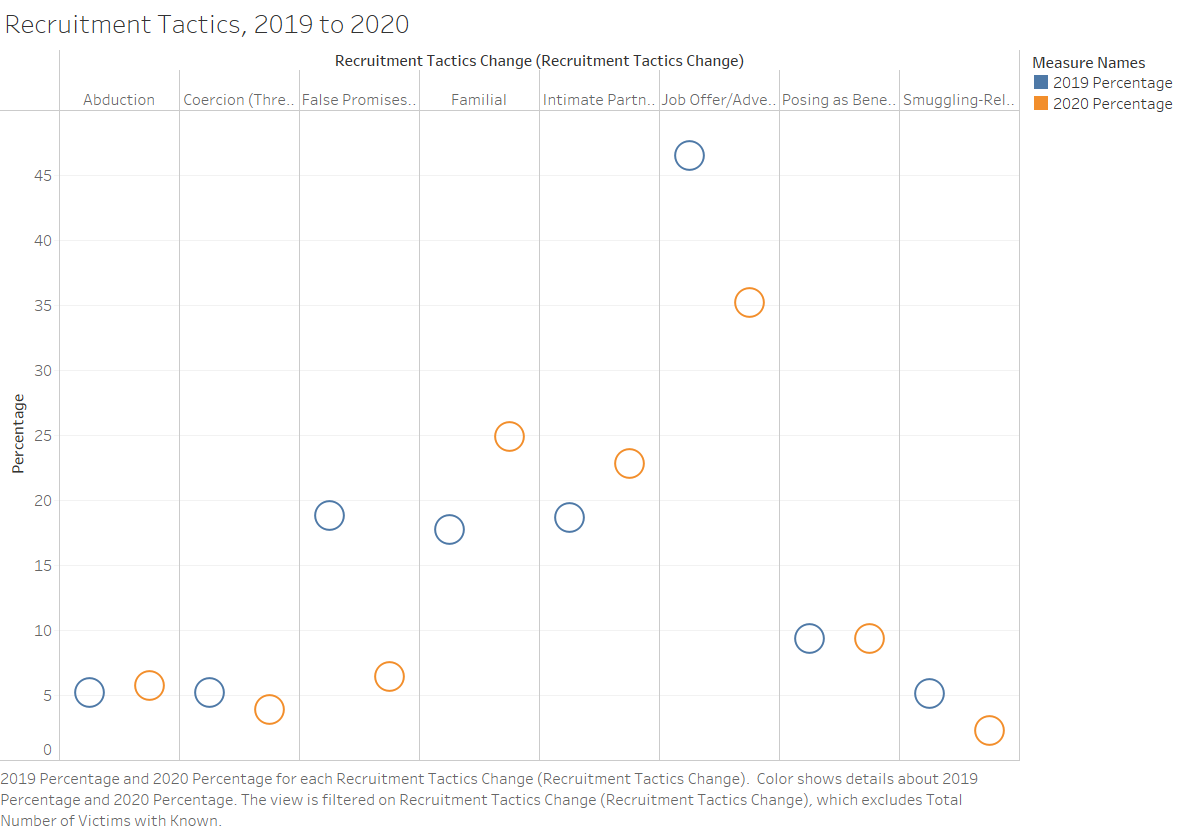 Recruitment Tactics, 2019 to 2020
Recruitment Tactics Change (Recruitment Tactics Change)
Measure Names
2019 Percentage
2020 Percentage
Abduction
Coercion (Thre..
False Promises..
Familial
Intimate Partn..
Job Offer/Adve..
Posing as Bene..
Smuggling-Rel..
45
40
35
30
25
20
15
10
5
0
Percentage
2019 Percentage and 2020 Percentage for each Recruitment Tactics Change (Recruitment Tactics Change).  Color shows details about 2019
Percentage and 2020 Percentage. The view is filtered on Recruitment Tactics Change (Recruitment Tactics Change), which excludes Total
Number of Victims with Known.